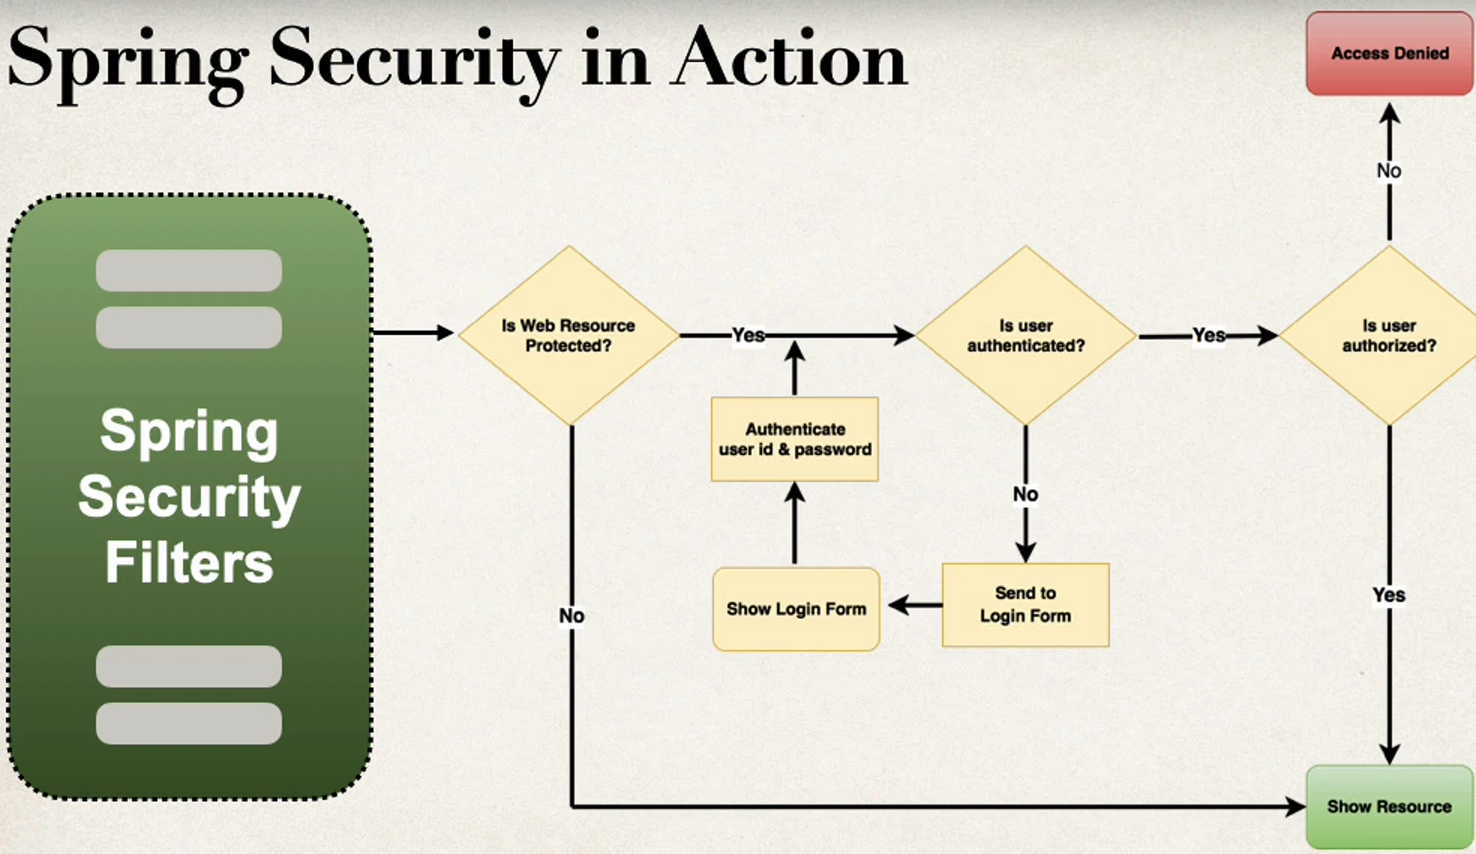 Spring Security in Action
Access Denied
No
Spring
Security
Filters
Is Web Resource
Protected?
Yes
Is user
authenticated?
Yes
Is user
authorized?
Authenticate
user id & password
No
Show Login Form
Send to
Login Form
No
Yes
Show Resource